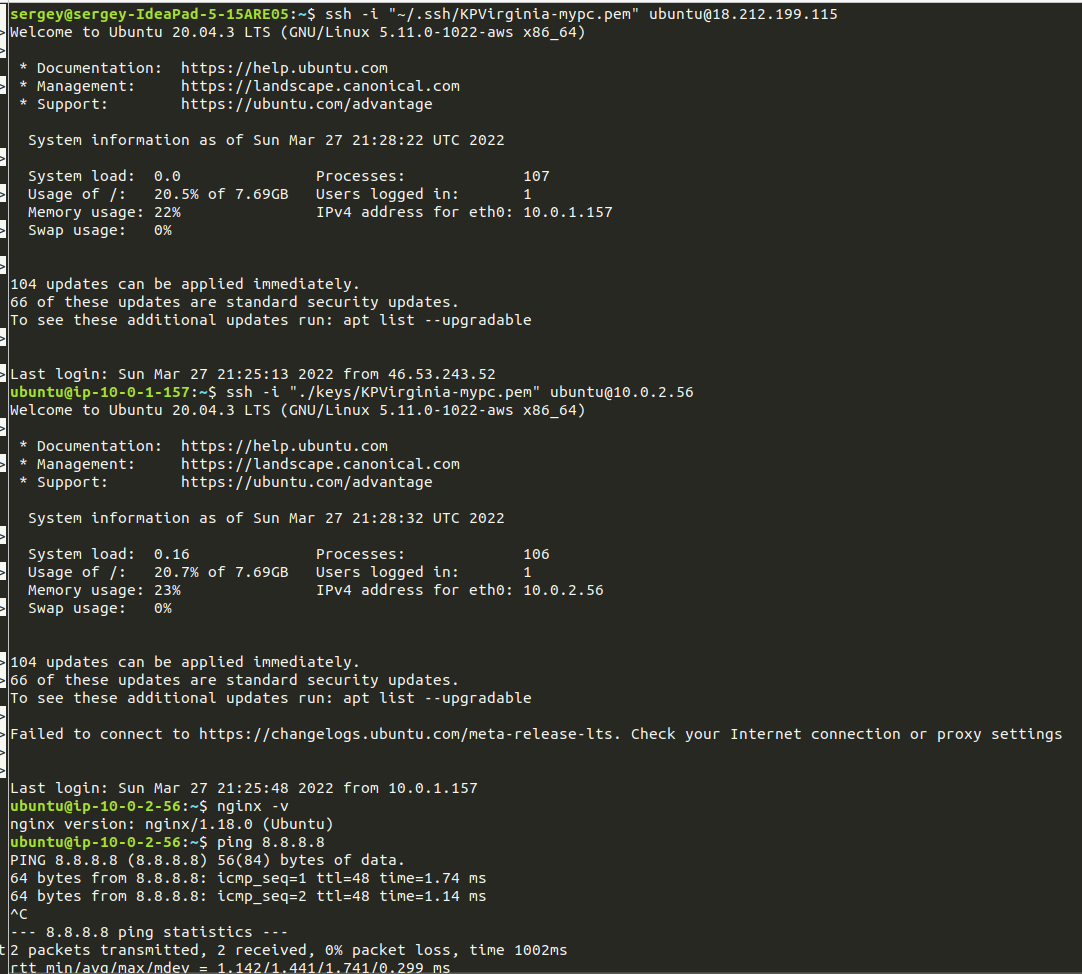 sergey@sergey-IdeaPad-5-15ARE05:~$ ssh -i "~/.ssh/KPVirginia-mypc.pem" ubuntu@18.212.199.115
Welcome to Ubuntu 20.04.3 LTS (GNU/Linux 5.11.0-1022-aws x86_64)
* Documentation:  https://help.ubuntu.com
* Management:     https://landscape.canonical.com
* Support:        https://ubuntu.com/advantage
System information as of Sun Mar 27 21:28:22 UTC 2022
System load:  0.0               Processes:             107
Usage of /:   20.5% of 7.69GB   Users logged in:       1
Memory usage: 22%               IPv4 address for eth0: 10.0.1.157
Swap usage:   0%
104 updates can be applied immediately.
66 of these updates are standard security updates.
To see these additional updates run: apt list --upgradable
Last login: Sun Mar 27 21:25:13 2022 from 46.53.243.52
ubuntu@ip-10-0-1-157:~$ ssh -i "./keys/KPVirginia-mypc.pem" ubuntu@10.0.2.56
Welcome to Ubuntu 20.04.3 LTS (GNU/Linux 5.11.0-1022-aws x86_64)
* Documentation:  https://help.ubuntu.com
* Management:     https://landscape.canonical.com
* Support:        https://ubuntu.com/advantage
System information as of Sun Mar 27 21:28:32 UTC 2022
System load:  0.16              Processes:             106
Usage of /:   20.7% of 7.69GB   Users logged in:       1
Memory usage: 23%               IPv4 address for eth0: 10.0.2.56
Swap usage:   0%
104 updates can be applied immediately.
66 of these updates are standard security updates.
To see these additional updates run: apt list --upgradable
Failed to connect to https://changelogs.ubuntu.com/meta-release-lts. Check your Internet connection or proxy settings
Last login: Sun Mar 27 21:25:48 2022 from 10.0.1.157
ubuntu@ip-10-0-2-56:~$ nginx -v
nginx version: nginx/1.18.0 (Ubuntu)
ubuntu@ip-10-0-2-56:~$ ping 8.8.8.8
PING 8.8.8.8 (8.8.8.8) 56(84) bytes of data.
64 bytes from 8.8.8.8: icmp_seq=1 ttl=48 time=1.74 ms
64 bytes from 8.8.8.8: icmp_seq=2 ttl=48 time=1.14 ms
^C
--- 8.8.8.8 ping statistics ---
2 packets transmitted, 2 received, 0% packet loss, time 1002ms
rtt min/avg/max/mdev = 1.142/1.441/1.741/0.299 ms